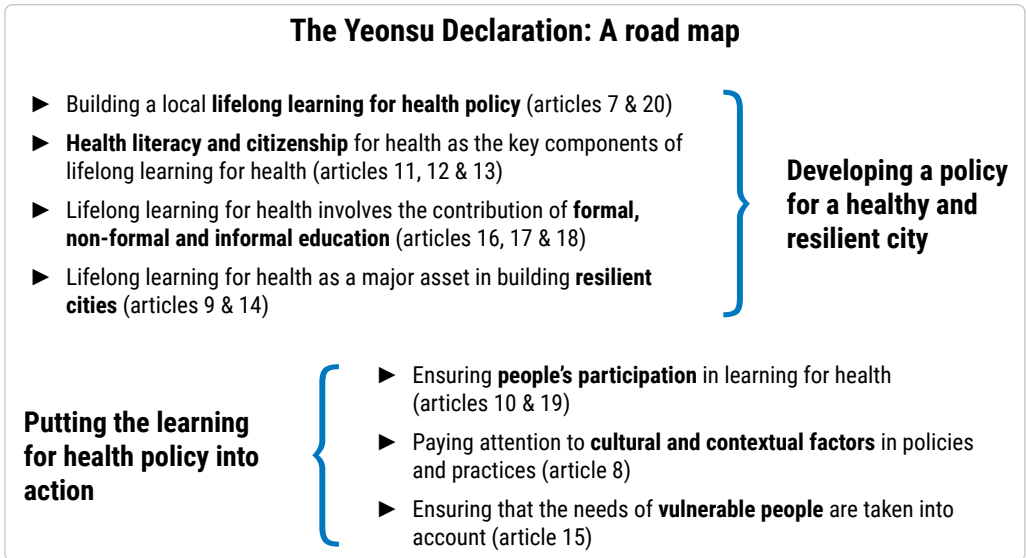 The Yeonsu Declaration: A road map
► Building a local lifelong learning for health policy (articles 7 & 20)
► Health literacy and citizenship for health as the key components of
lifelong learning for health (articles 11, 12 & 13)
► Lifelong learning for health involves the contribution of formal,
non-formal and informal education (articles 16, 17 & 18)
► Lifelong learning for health as a major asset in building resilient
cities (articles 9 & 14)
Developing a policy
for a healthy and
resilient city
Putting the learning
for health policy into
action
► Ensuring people’s participation in learning for health
(articles 10 & 19)
► Paying attention to cultural and contextual factors in policies
and practices (article 8)
► Ensuring that the needs of vulnerable people are taken into
account (article 15)